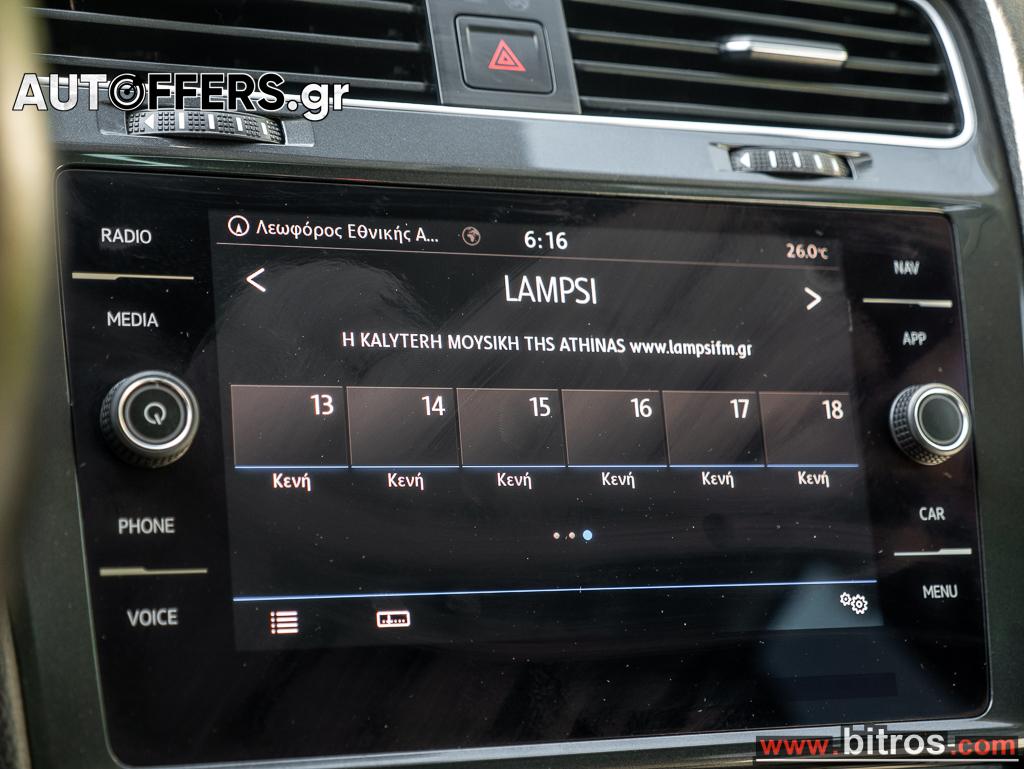 AUTOFFERS.gr
RADIO
MEDIA
PHONE
VOICE
Λεωφόρος Εθνικής Α... 6:16 26.0°C
LAMPSI
H KALYTERH MOYSIKH THS ATHINAS www.lampsifm.gr
13 14 15 16 17 18
Κενή Κενή Κενή Κενή Κενή Κενή
NAV
APP
CAR
MENU
www.bitros.com